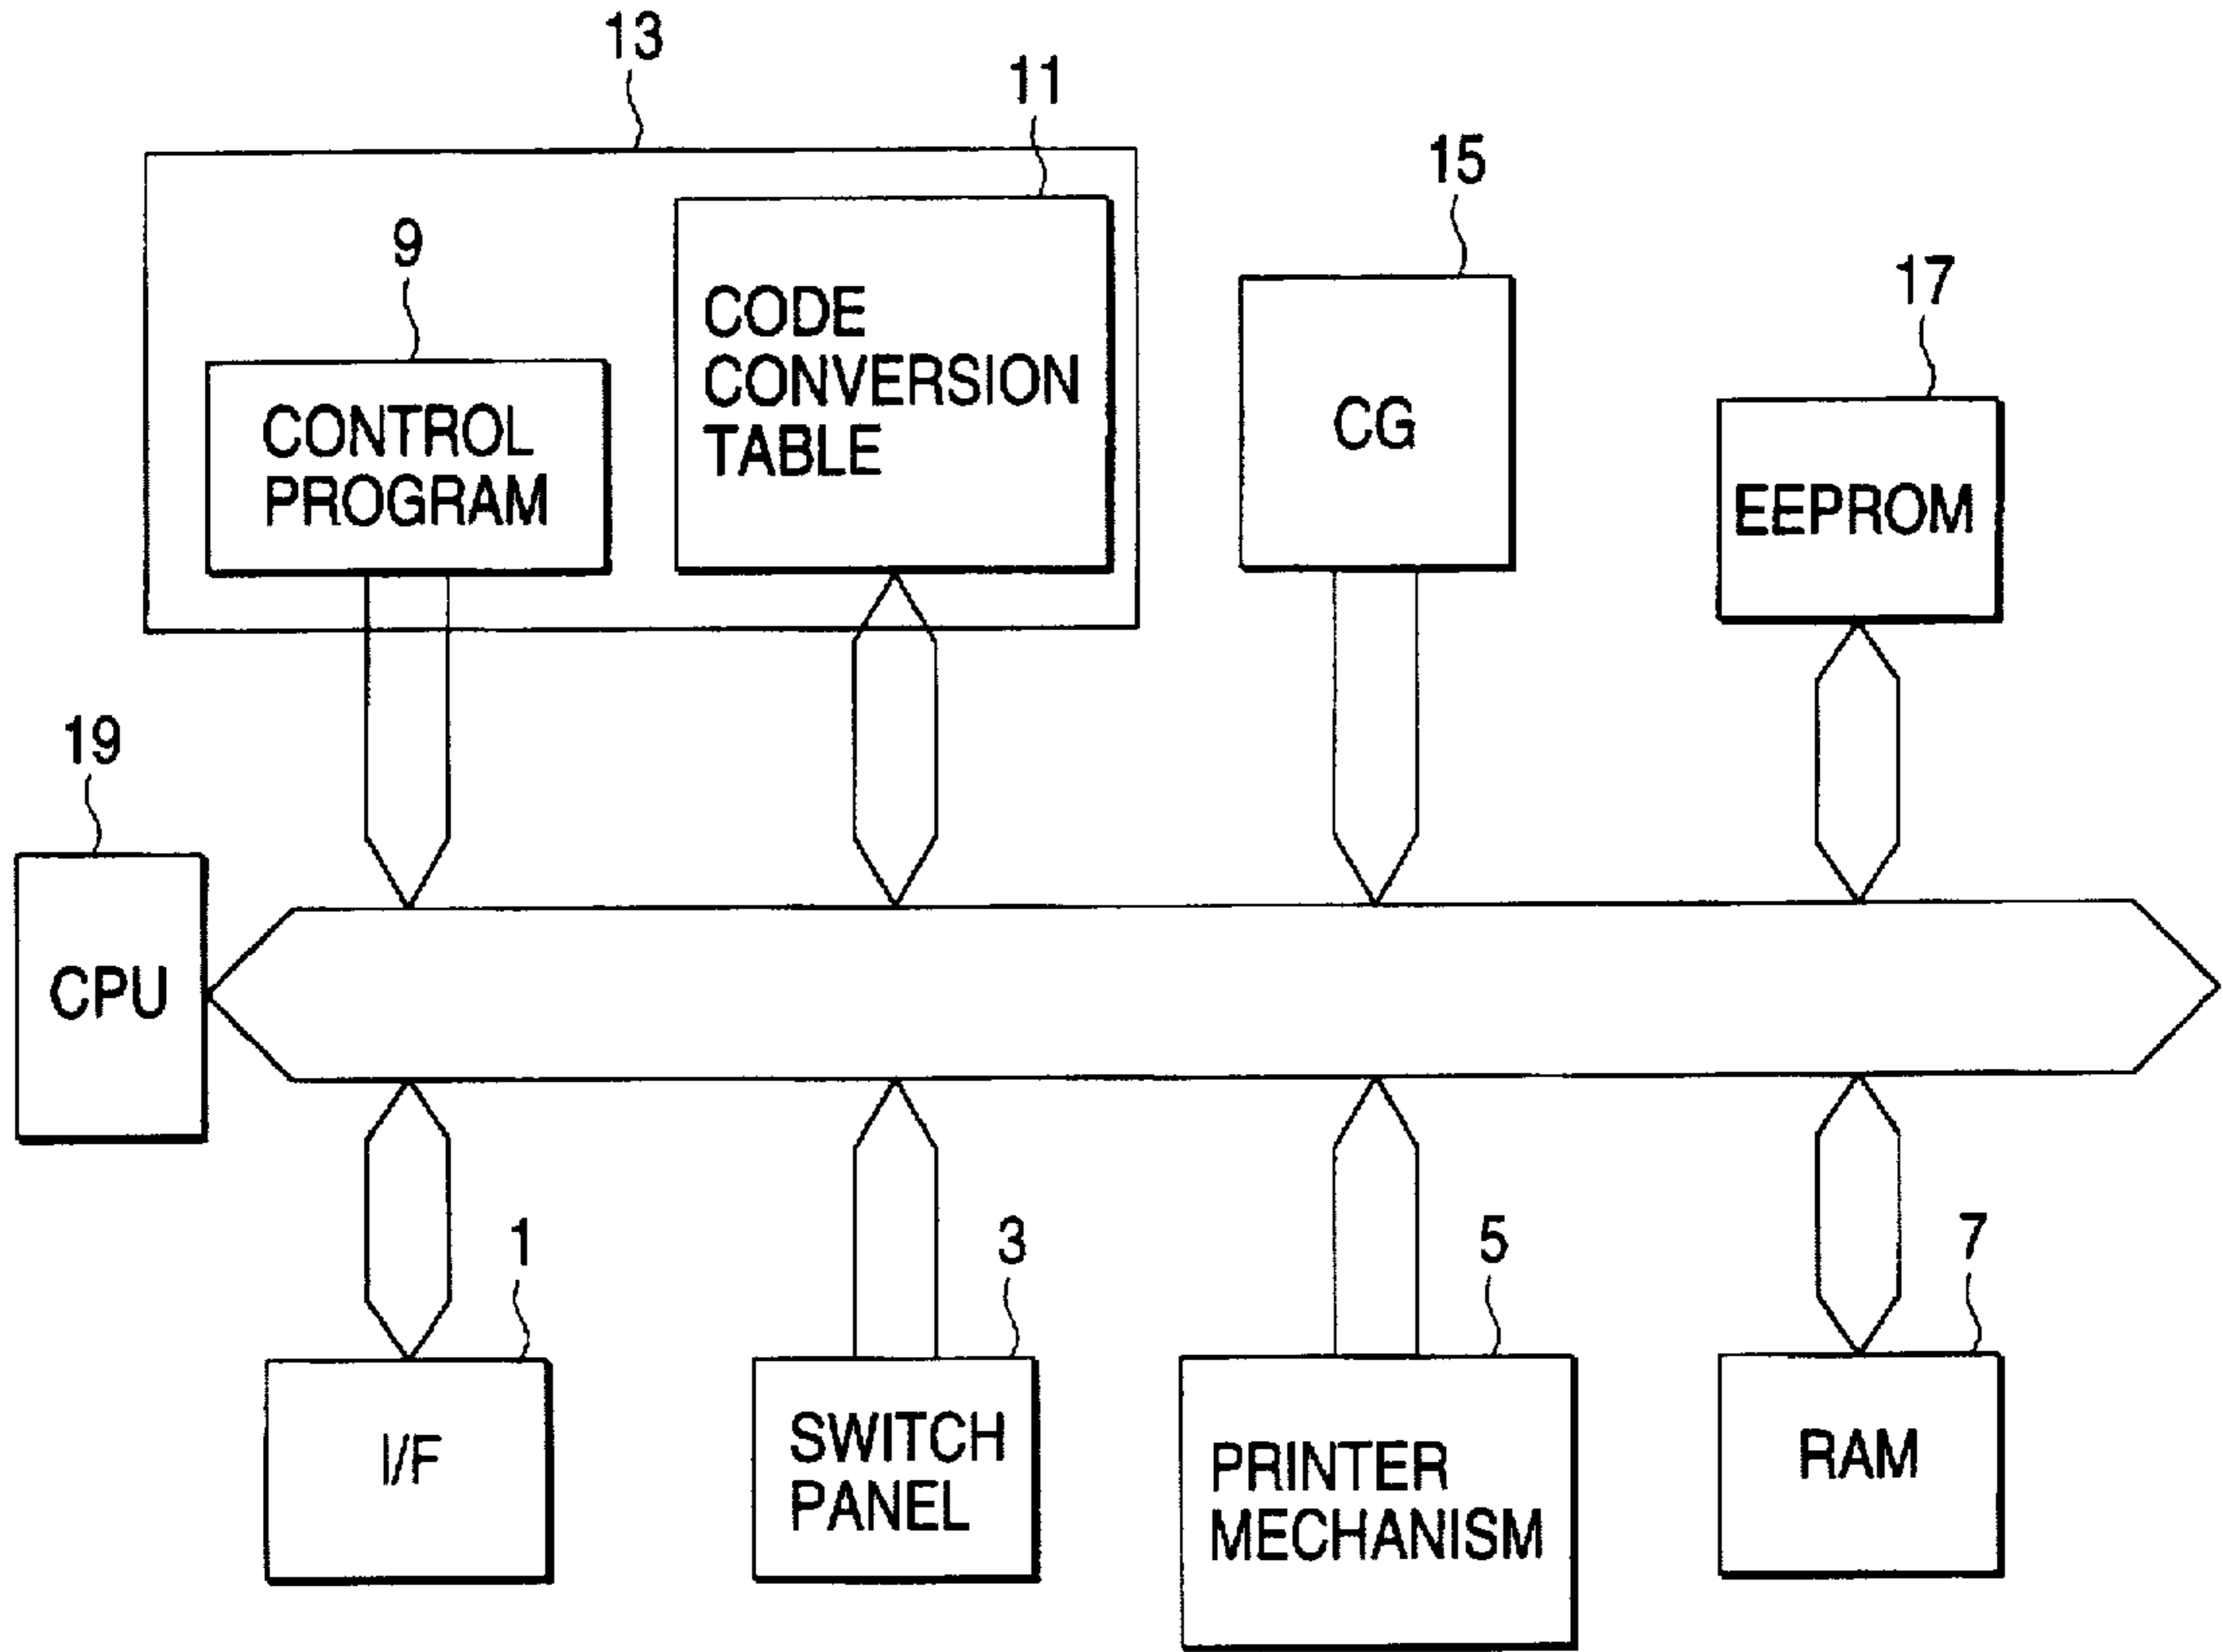 13
11
15
9
17
CODE
CONVERSION
TABLE
CONTROL
PROGRAM
CG
EEPROM
19
CPU
1
3
5
7
I/F
SWITCH
PANEL
PRINTER
MECHANISM
RAM